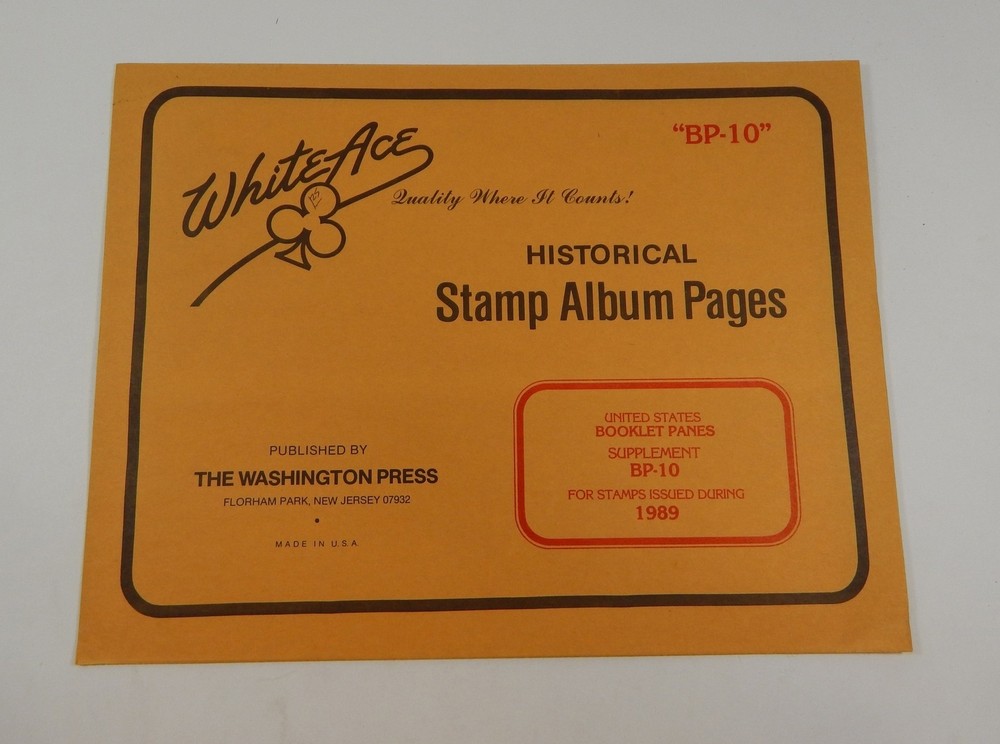 "BP-10"
White Ace
Quality Where It Counts!
HISTORICAL
Stamp Album Pages
PUBLISHED BY
THE WASHINGTON PRESS
FLORHAM PARK, NEW JERSEY 07932
•
MADE IN U.S.A.
UNITED STATES
BOOKLET PANES
SUPPLEMENT
BP-10
FOR STAMPS ISSUED DURING
1989